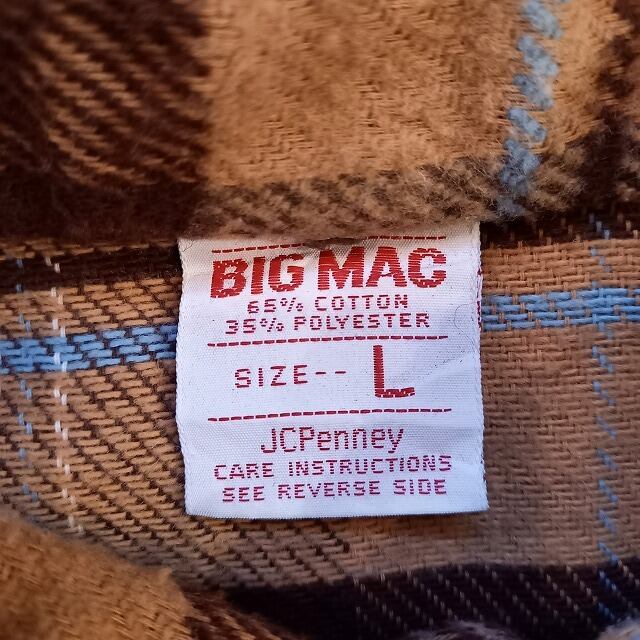 BIG MAC
65% COTTON
35% POLYESTER
SIZE-- L
JCPenney
CARE INSTRUCTIONS
SEE REVERSE SIDE